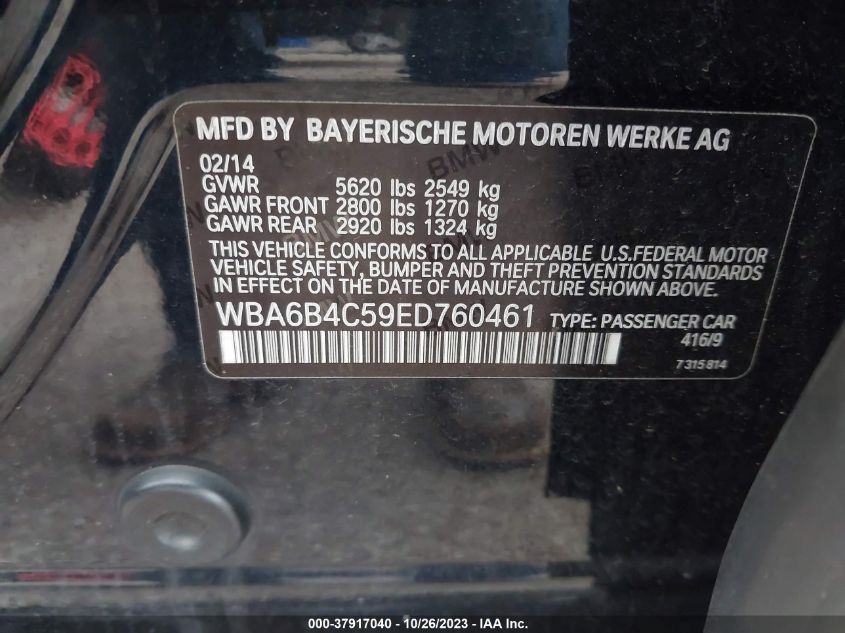 MFD BY BAYERISCHE MOTOREN WERKE AG
02/14
GVWR 5620 lbs 2549 kg
GAWR FRONT 2800 lbs 1270 kg
GAWR REAR 2920 lbs 1324 kg
THIS VEHICLE CONFORMS TO ALL APPLICABLE U.S.FEDERAL MOTOR
VEHICLE SAFETY, BUMPER AND THEFT PREVENTION STANDARDS
IN EFFECT ON THE DATE OF MANUFACTURE SHOWN ABOVE.
WBA6B4C59ED760461 TYPE: PASSENGER CAR
416/9
7 315 814
000-37917040 - 10/26/2023 - IAA Inc.